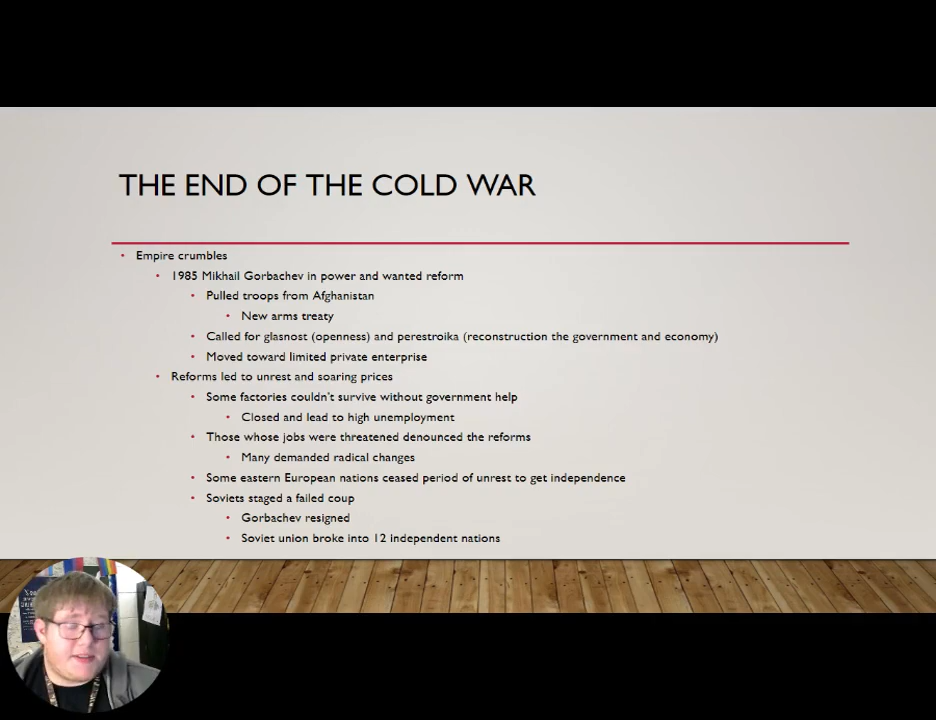 THE END OF THE COLD WAR
• Empire crumbles
• 1985 Mikhail Gorbachev in power and wanted reform
• Pulled troops from Afghanistan
• New arms treaty
• Called for glasnost (openness) and perestroika (reconstruction the government and economy)
• Moved toward limited private enterprise
• Reforms led to unrest and soaring prices
• Some factories couldn't survive without government help
• Closed and lead to high unemployment
• Those whose jobs were threatened denounced the reforms
• Many demanded radical changes
• Some eastern European nations ceased period of unrest to get independence
• Soviets staged a failed coup
• Gorbachev resigned
• Soviet union broke into 12 independent nations